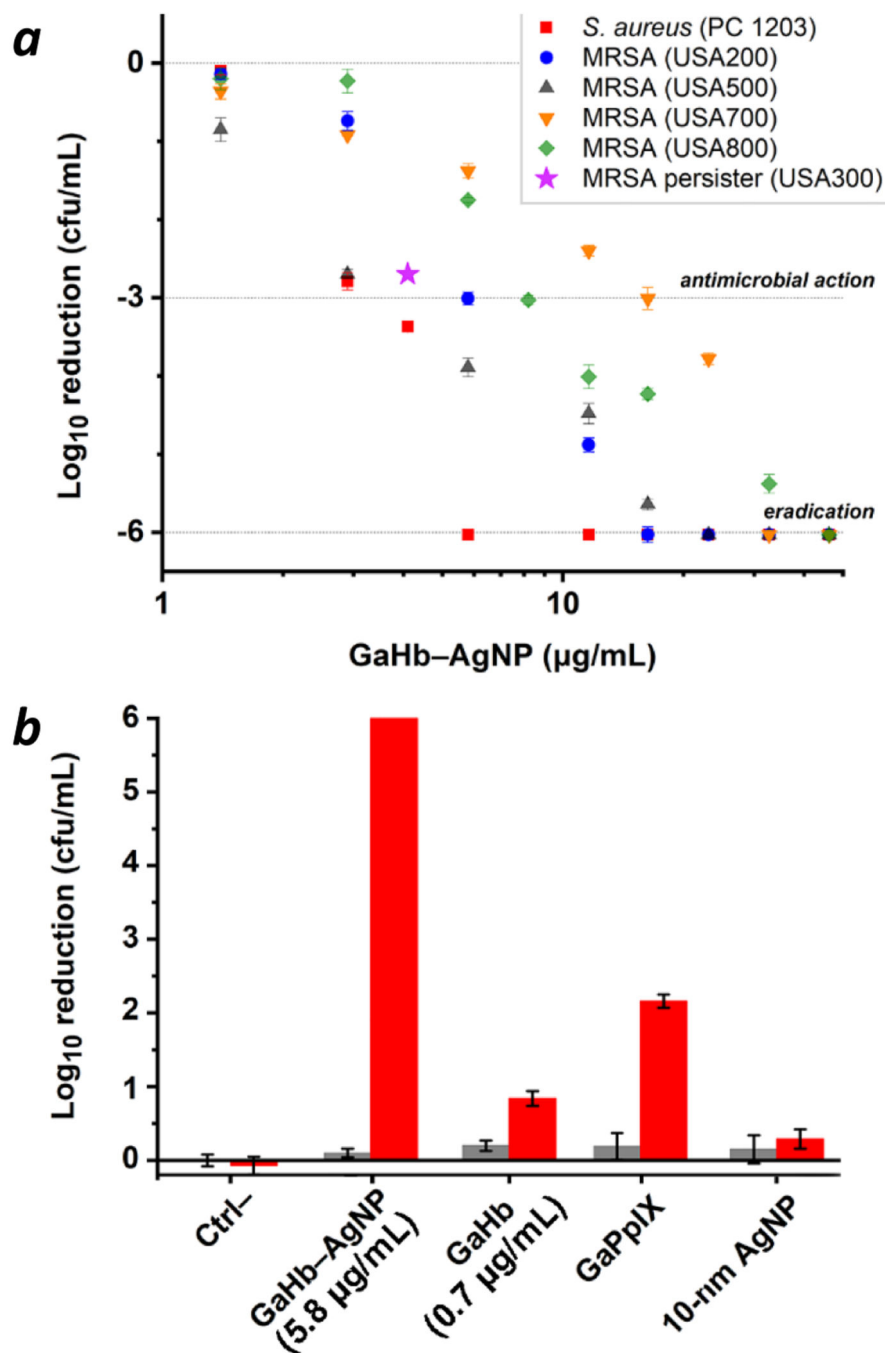 a
S. aureus (PC 1203)
MRSA (USA200)
MRSA (USA500)
MRSA (USA700)
MRSA (USA800)
MRSA persister (USA300)
0
-3
-6
antimicrobial action
eradication
Log10 reduction (cfu/mL)
1
10
GaHb–AgNP (µg/mL)
b
6
5
4
3
2
1
0
Log10 reduction (cfu/mL)
Ctrl–
GaHb–AgNP
(5.8 µg/mL)
GaHb
(0.7 µg/mL)
GaPpIX
10-nm AgNP